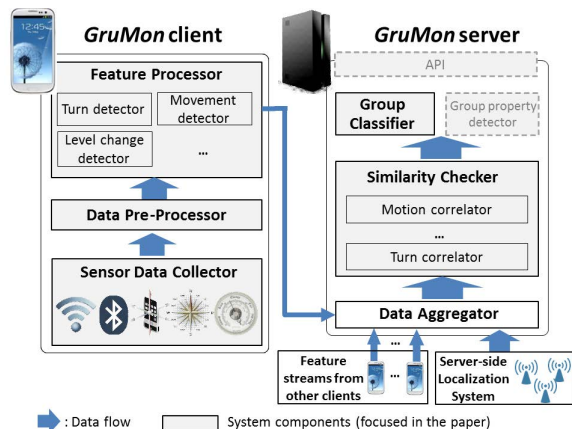 GruMon client
Feature Processor
Turn detector
Movement
detector
Level change
detector
...
Data Pre-Processor
Sensor Data Collector
GruMon server
API
Group
Classifier
Group property
detector
Similarity Checker
Motion correlator
...
Turn correlator
Data Aggregator
...
Feature
streams from
other clients
...
Server-side
Localization
System
: Data flow
System components (focused in the paper)